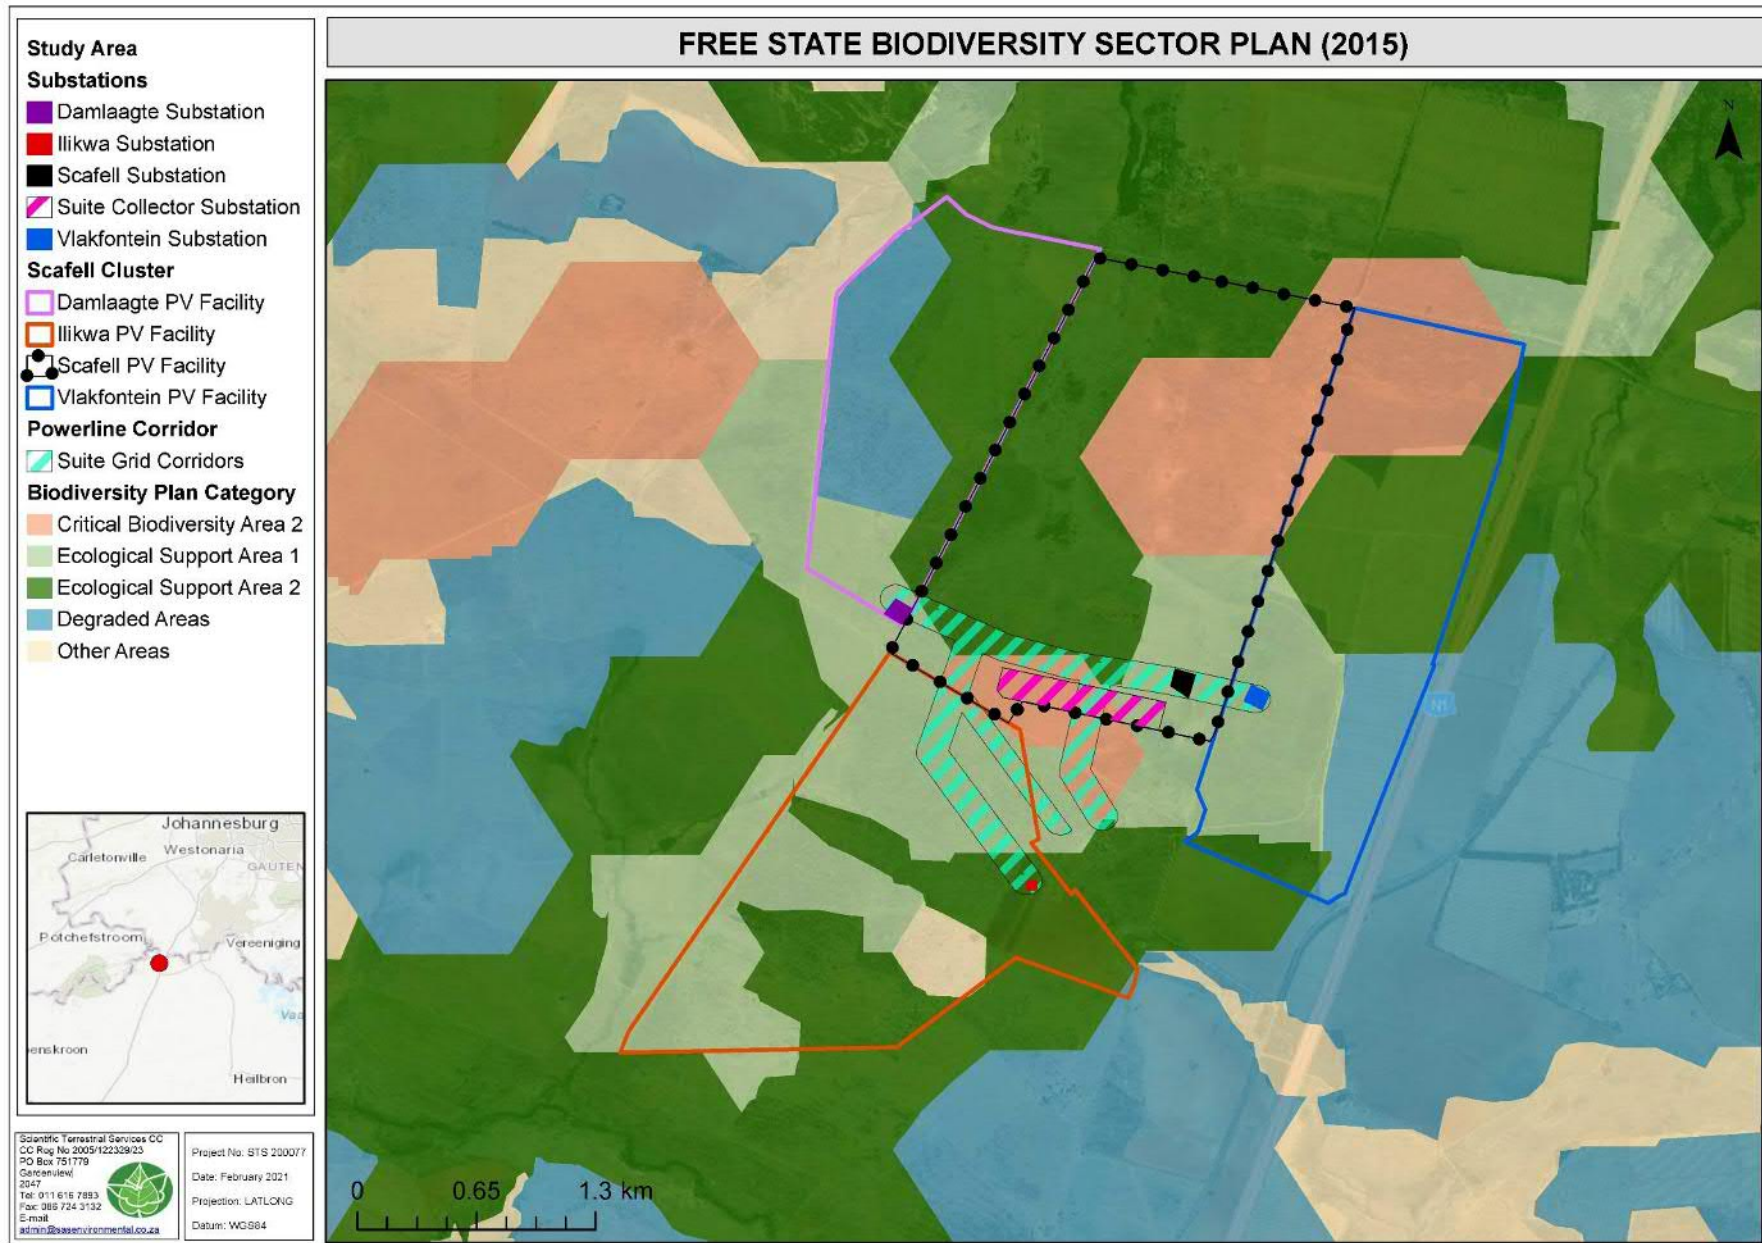 FREE STATE BIODIVERSITY SECTOR PLAN (2015)
Study Area
Substations
Damlaagte Substation
Ilikwa Substation
Scafell Substation
Suite Collector Substation
Vlakfontein Substation
Scafell Cluster
Damlaagte PV Facility
Ilikwa PV Facility
Scafell PV Facility
Vlakfontein PV Facility
Powerline Corridor
Suite Grid Corridors
Biodiversity Plan Category
Critical Biodiversity Area 2
Ecological Support Area 1
Ecological Support Area 2
Degraded Areas
Other Areas
N
N1
Johannesburg
Carletonville
Westonaria
GAUTEN
Potchefstroom
Vereeniging
Vaa
enskroon
Heilbron
Scientific Terrestrial Services CC
CC Reg No 2005/122329/23
PO Box 751779
Gardenview
2047
Tel: 011 616 7893
Fax: 086 724 3132
E-mail
admin@sasenvironmental.co.za
Project No: STS 200077
Date: February 2021
Projection: LATLONG
Datum: WGS84
0 0.65 1.3 km